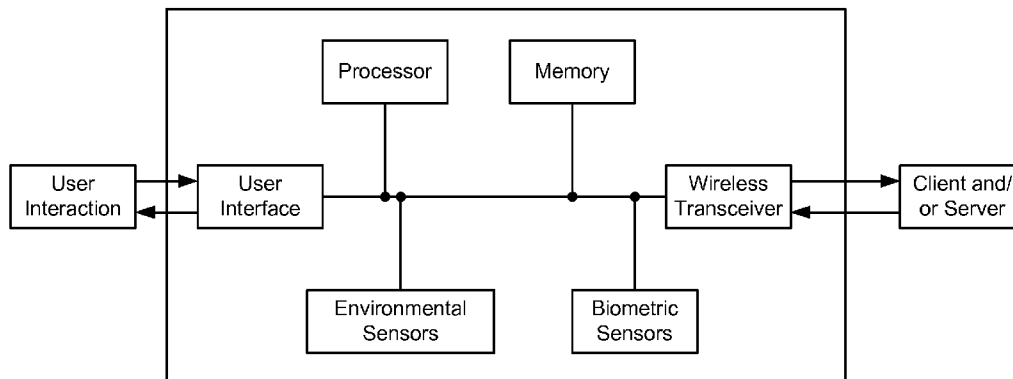 Processor
Memory
User
Interaction
User
Interface
Wireless
Transceiver
Client and/
or Server
Environmental
Sensors
Biometric
Sensors